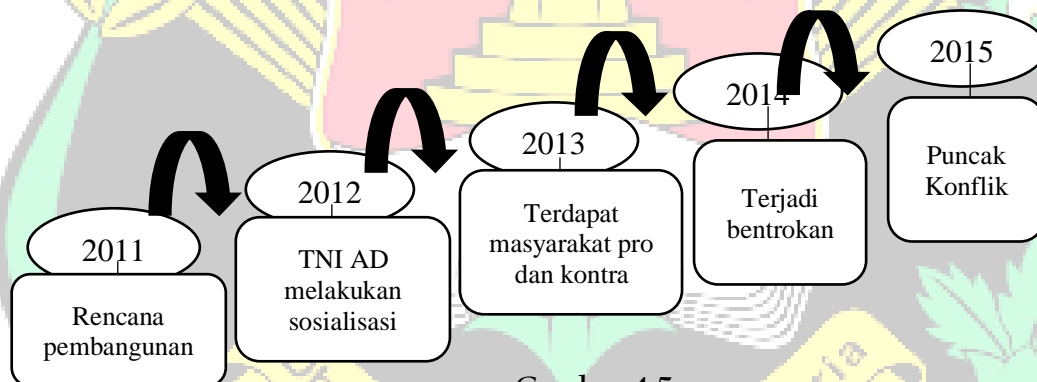 2011
Rencana
pembangunan
2012
TNI AD
melakukan
sosialisasi
2013
Terdapat
masyarakat pro
dan kontra
2014
Terjadi
bentrokan
2015
Puncak
Konflik